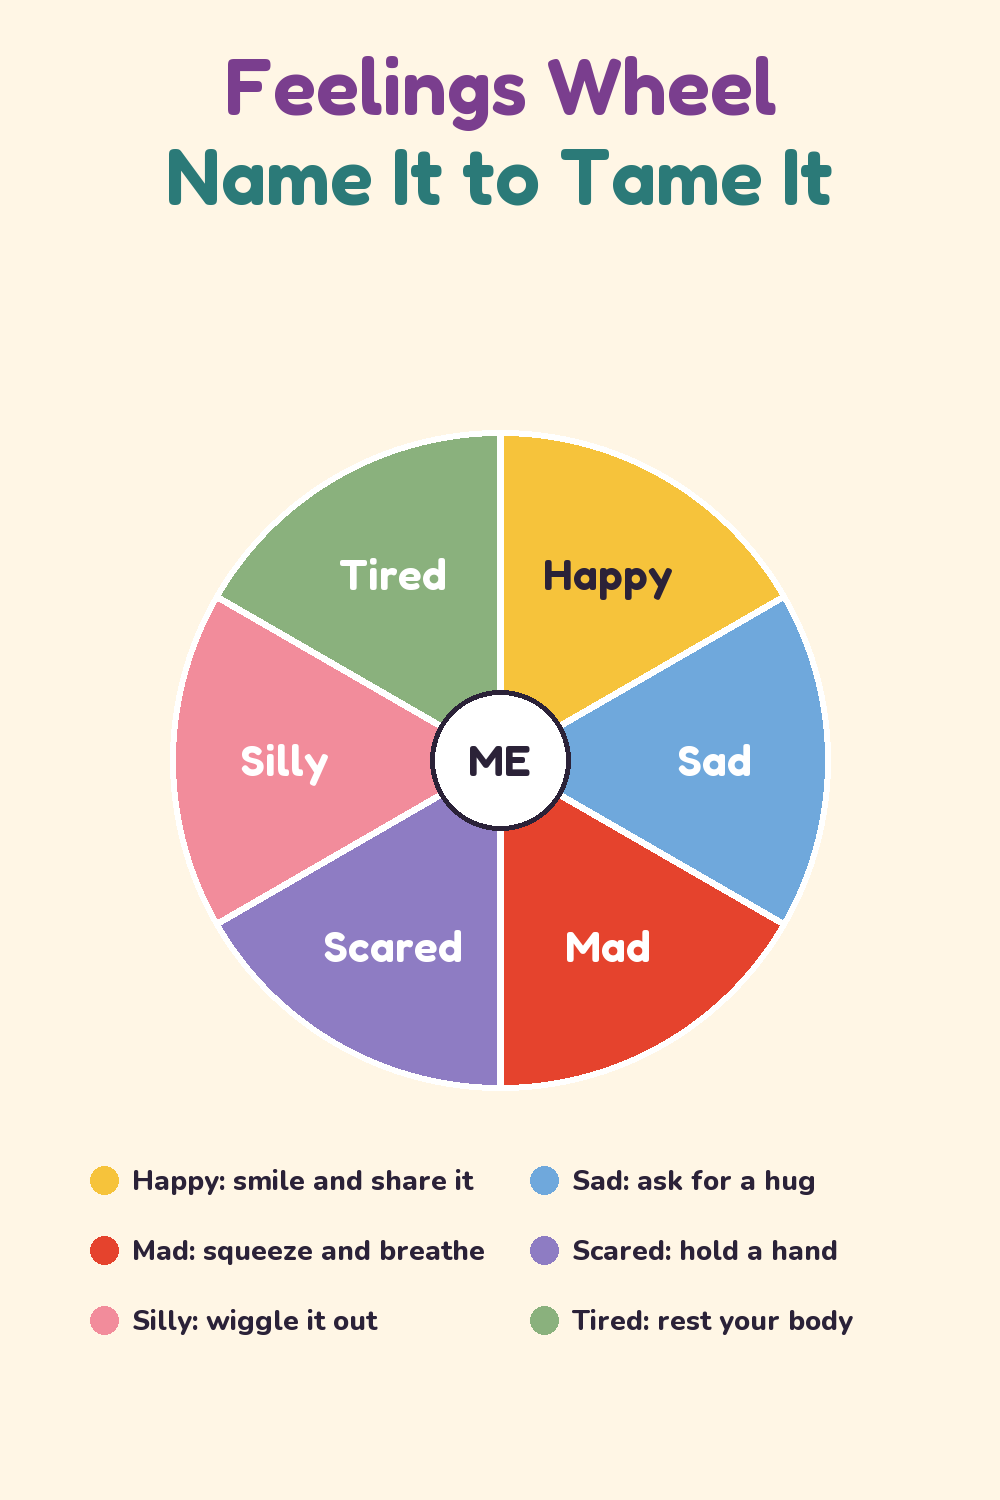 Feelings Wheel
Name It to Tame It
Tired
Happy
Silly
ME
Sad
Scared
Mad
Happy: smile and share it
Sad: ask for a hug
Mad: squeeze and breathe
Scared: hold a hand
Silly: wiggle it out
Tired: rest your body